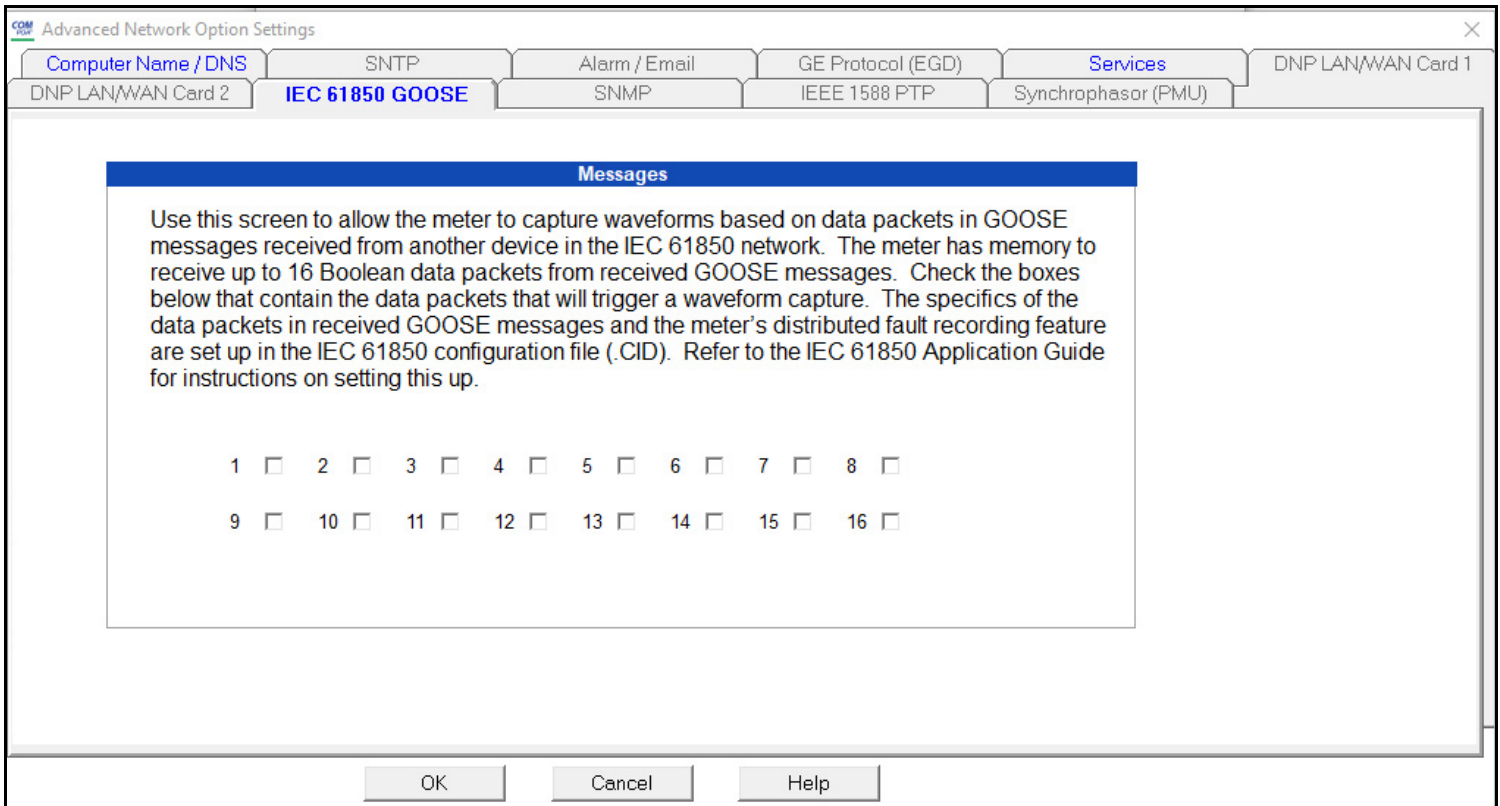 COM
Advanced Network Option Settings
Computer Name / DNS SNTP Alarm / Email GE Protocol (EGD) Services DNP LAN/WAN Card 1
DNP LAN/WAN Card 2 IEC 61850 GOOSE SNMP IEEE 1588 PTP Synchrophasor (PMU)
Messages
Use this screen to allow the meter to capture waveforms based on data packets in GOOSE
messages received from another device in the IEC 61850 network. The meter has memory to
receive up to 16 Boolean data packets from received GOOSE messages. Check the boxes
below that contain the data packets that will trigger a waveform capture. The specifics of the
data packets in received GOOSE messages and the meter's distributed fault recording feature
are set up in the IEC 61850 configuration file (.CID). Refer to the IEC 61850 Application Guide
for instructions on setting this up.
1 2 3 4 5 6 7 8
9 10 11 12 13 14 15 16
OK Cancel Help